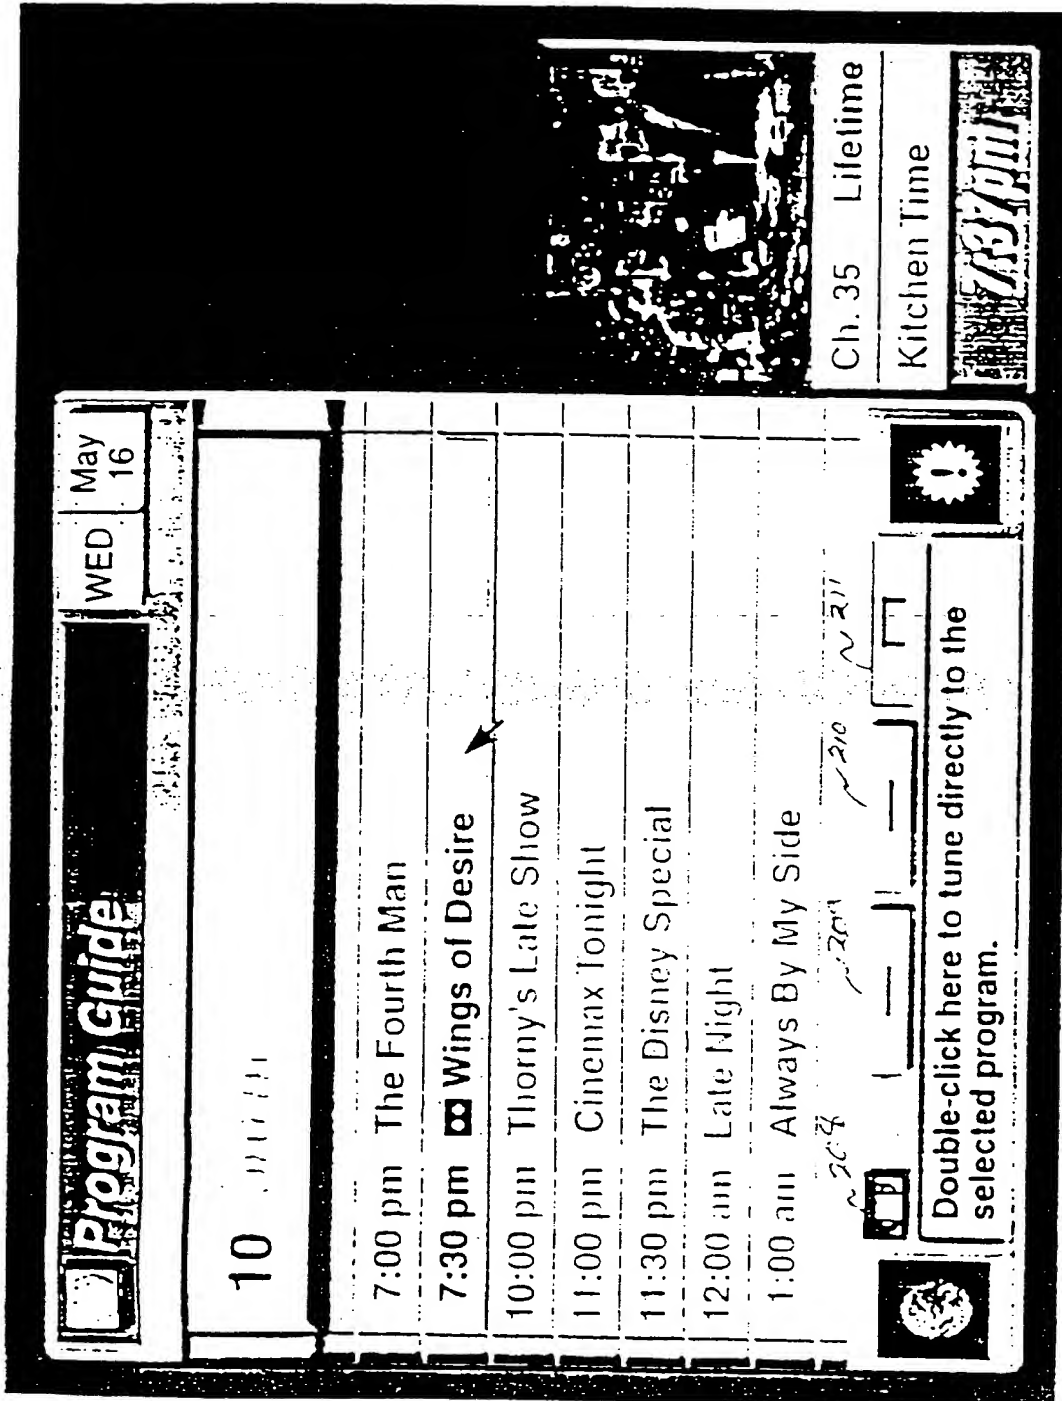 Program Guide
WED May 16
10
7:00 pm The Fourth Man
7:30 pm Wings of Desire
10:00 pm Thorny's Late Show
11:00 pm Cinemax Tonight
11:30 pm The Disney Special
12:00 am Late Night
1:00 am Always By My Side
208 209 210 211
Double-click here to tune directly to the
selected program.
!
Ch. 35 Lifetime
Kitchen Time
7:37pm